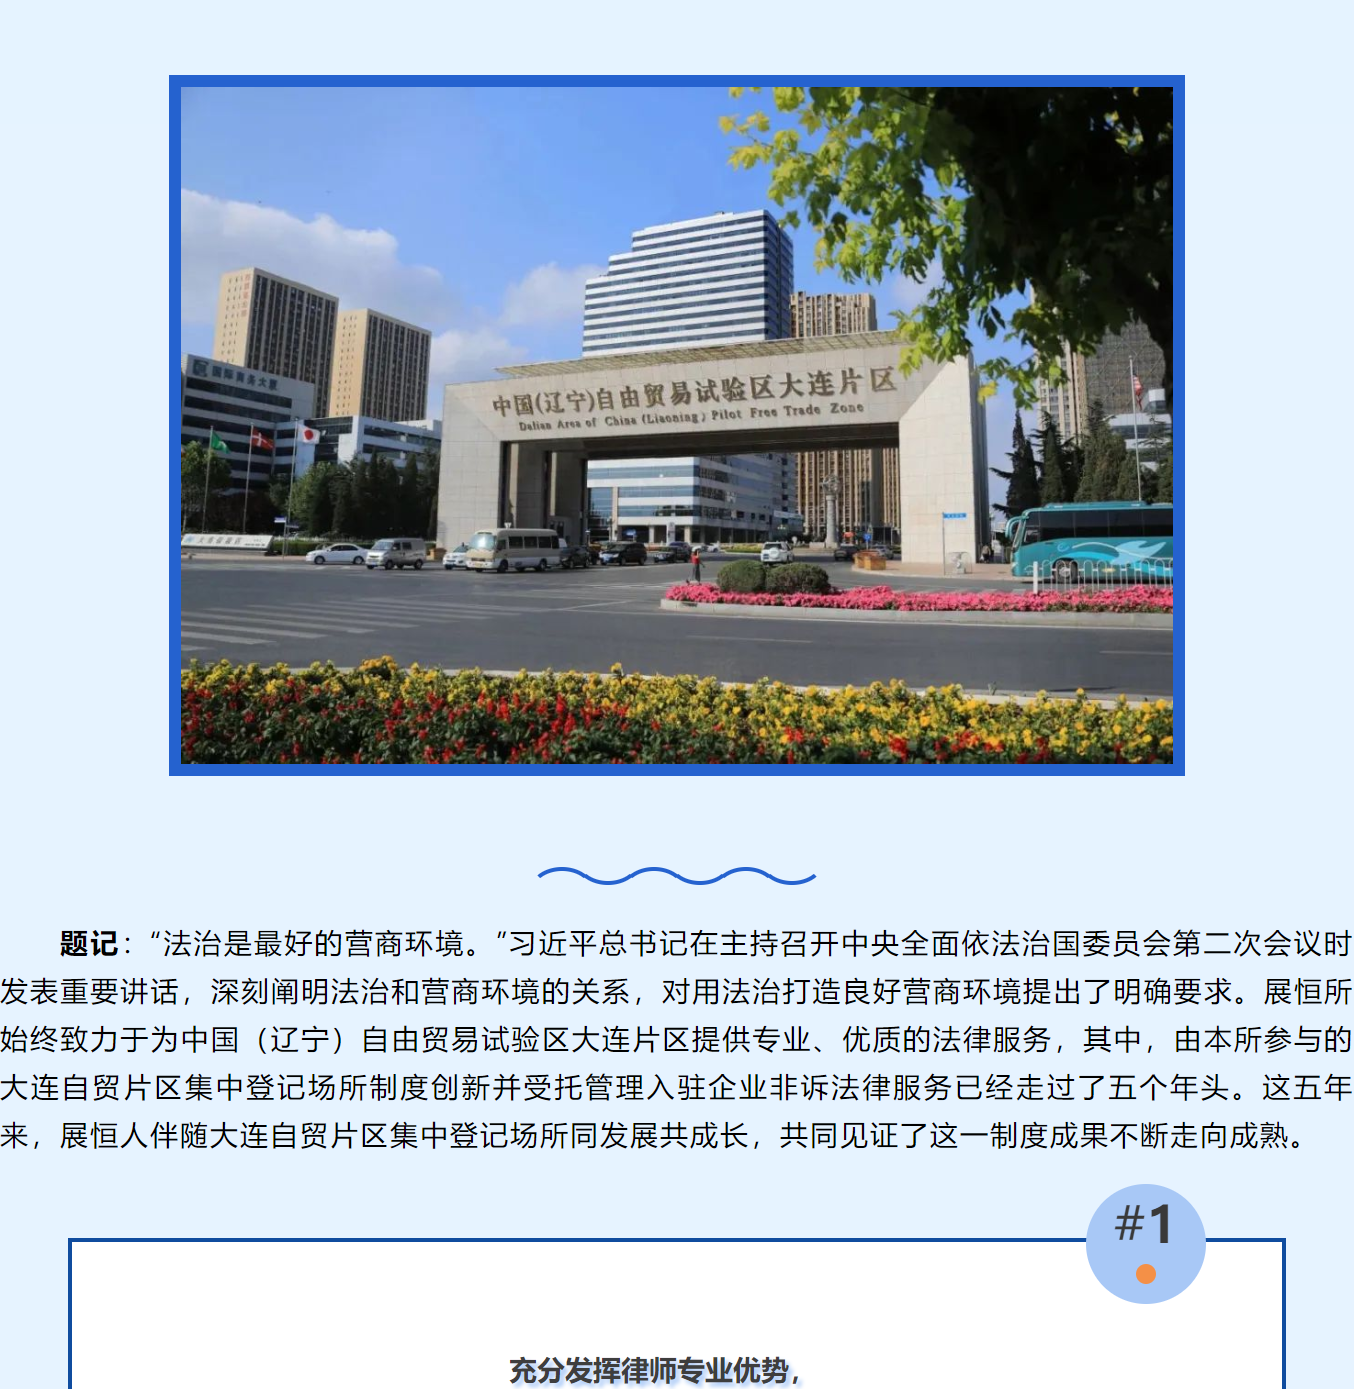 国际商务大厦
中国(辽宁)自由贸易试验区大连片区
Dalian Area of China (Liaoning) Pilot Free Trade Zone
题记：“法治是最好的营商环境。”习近平总书记在主持召开中央全面依法治国委员会第二次会议时
发表重要讲话，深刻阐明法治和营商环境的关系，对用法治打造良好营商环境提出了明确要求。展恒所
始终致力于为中国（辽宁）自由贸易试验区大连片区提供专业、优质的法律服务，其中，由本所参与的
大连自贸片区集中登记场所制度创新并受托管理入驻企业非诉法律服务已经走过了五个年头。这五年
来，展恒人伴随大连自贸片区集中登记场所同发展共成长，共同见证了这一制度成果不断走向成熟。
#1
充分发挥律师专业优势，